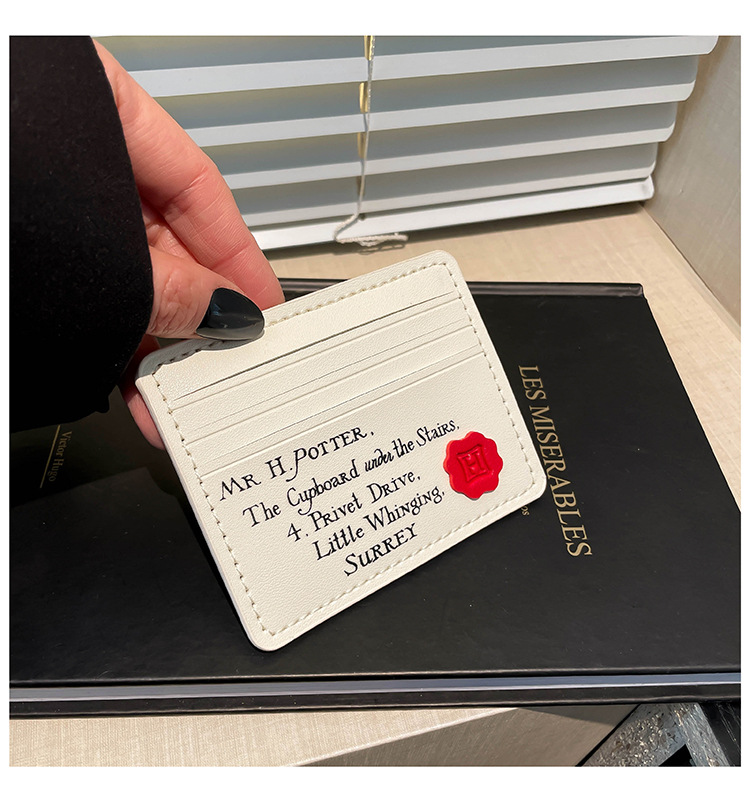 MR H. POTTER,
The Cupboard under the Stairs,
4. Privet Drive,
Little Whinging,
SURREY
H
LES MISERABLES
Victor Hugo